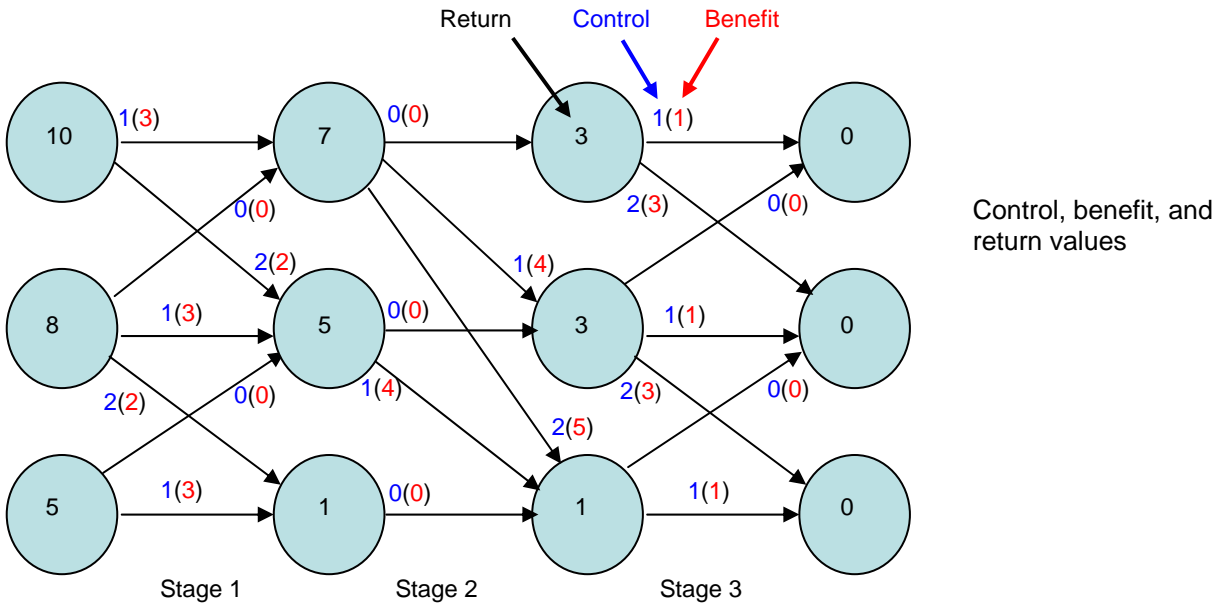 Return Control Benefit
1(3) 0(0) 1(1)
10 7 3 0
2(3) 0(0)
0(0)
Control, benefit, and
return values
2(2) 1(4)
1(3) 0(0) 1(1)
8 5 3 0
2(2) 0(0) 1(4) 2(3) 0(0)
2(5)
1(3) 0(0) 1(1)
5 1 1 0
Stage 1 Stage 2 Stage 3